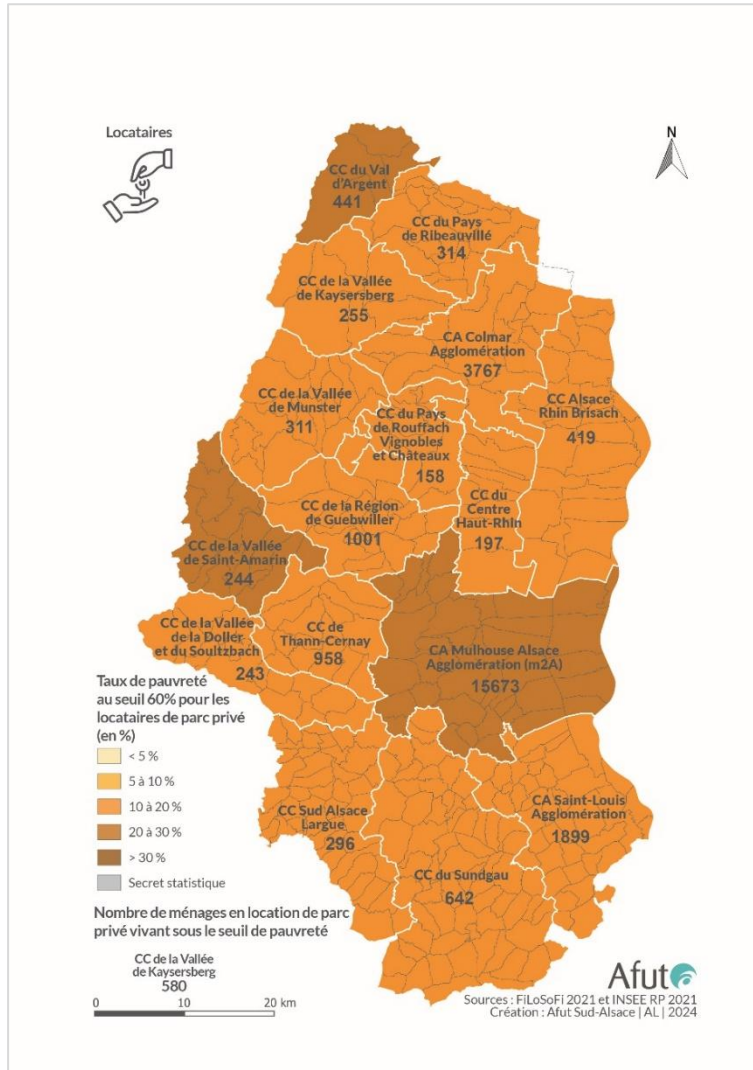 Locataires
N
CC du Val
d'Argent
441
CC du Pays
de Ribeauvillé
314
CC de la Vallée
de Kaysersberg
255
CA Colmar
Agglomération
3767
CC de la Vallée
de Munster
311
CC du Pays
de Rouffach
Vignobles
et Châteaux
158
CC Alsace
Rhin Brisach
419
CC de la Région
de Guebwiller
1001
CC du
Centre
Haut-Rhin
197
CC de la Vallée
de Saint-Amarin
244
CC de la Vallée
de la Doller
et du Soultzbach
243
CC de
Thann-Cernay
958
CA Mulhouse Alsace
Agglomération (m2A)
15673
CC Sud Alsace
Largue
296
CC du Sundgau
642
CA Saint-Louis
Agglomération
1899
Taux de pauvreté
au seuil 60% pour les
locataires de parc privé
(en %)
< 5 %
5 à 10 %
10 à 20 %
20 à 30 %
> 30 %
Secret statistique
Nombre de ménages en location de parc
privé vivant sous le seuil de pauvreté
CC de la Vallée
de Kaysersberg
580
0 10 20 km
Afut
Sources : FiLoSoFi 2021 et INSEE RP 2021
Création : Afut Sud-Alsace | AL | 2024